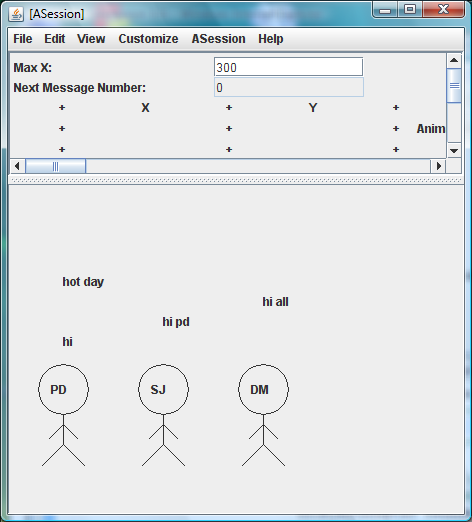 [ASession]
File Edit View Customize ASession Help
Max X: 300
Next Message Number: 0
+ X + Y +
+ + + Anim
+ + +
hot day
hi all
hi pd
hi
PD SJ DM